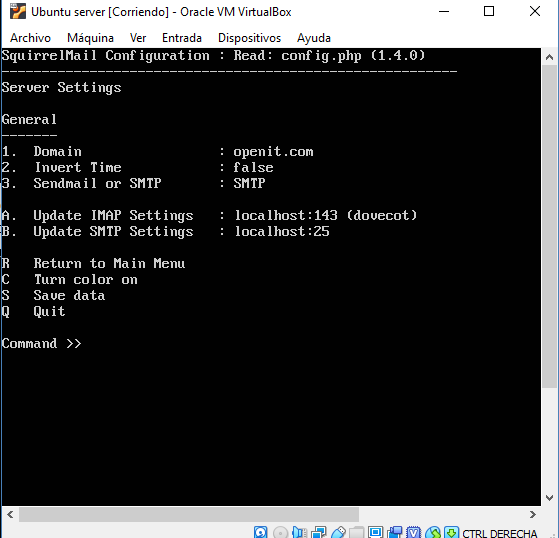 Ubuntu server [Corriendo] - Oracle VM VirtualBox
Archivo Máquina Ver Entrada Dispositivos Ayuda
SquirrelMail Configuration : Read: config.php (1.4.0)
---------------------------------------------------------
Server Settings
General
-------
1. Domain : openit.com
2. Invert Time : false
3. Sendmail or SMTP : SMTP
A. Update IMAP Settings : localhost:143 (dovecot)
B. Update SMTP Settings : localhost:25
R Return to Main Menu
C Turn color on
S Save data
Q Quit
Command >>
CTRL DERECHA